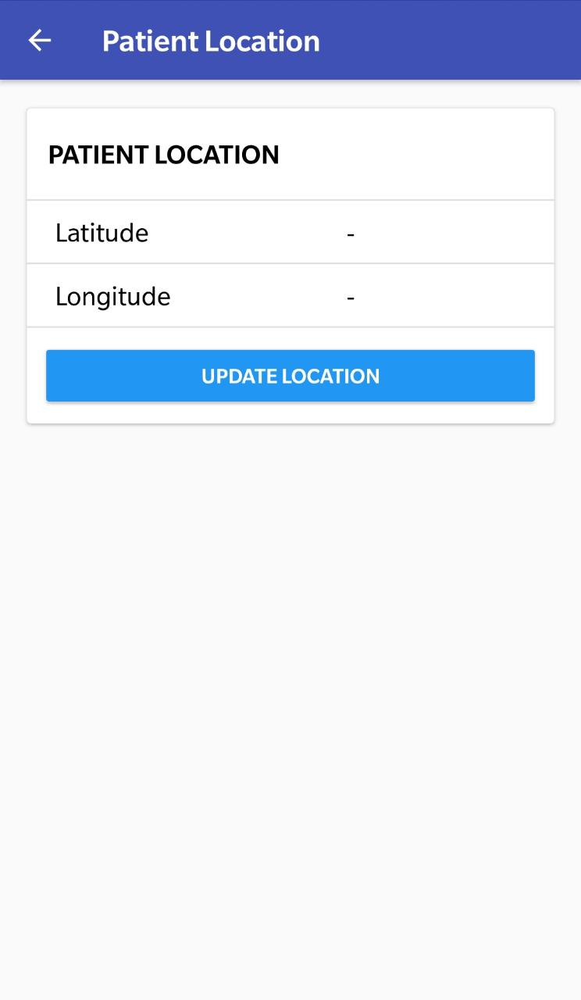 Patient Location
PATIENT LOCATION
Latitude -
Longitude -
UPDATE LOCATION